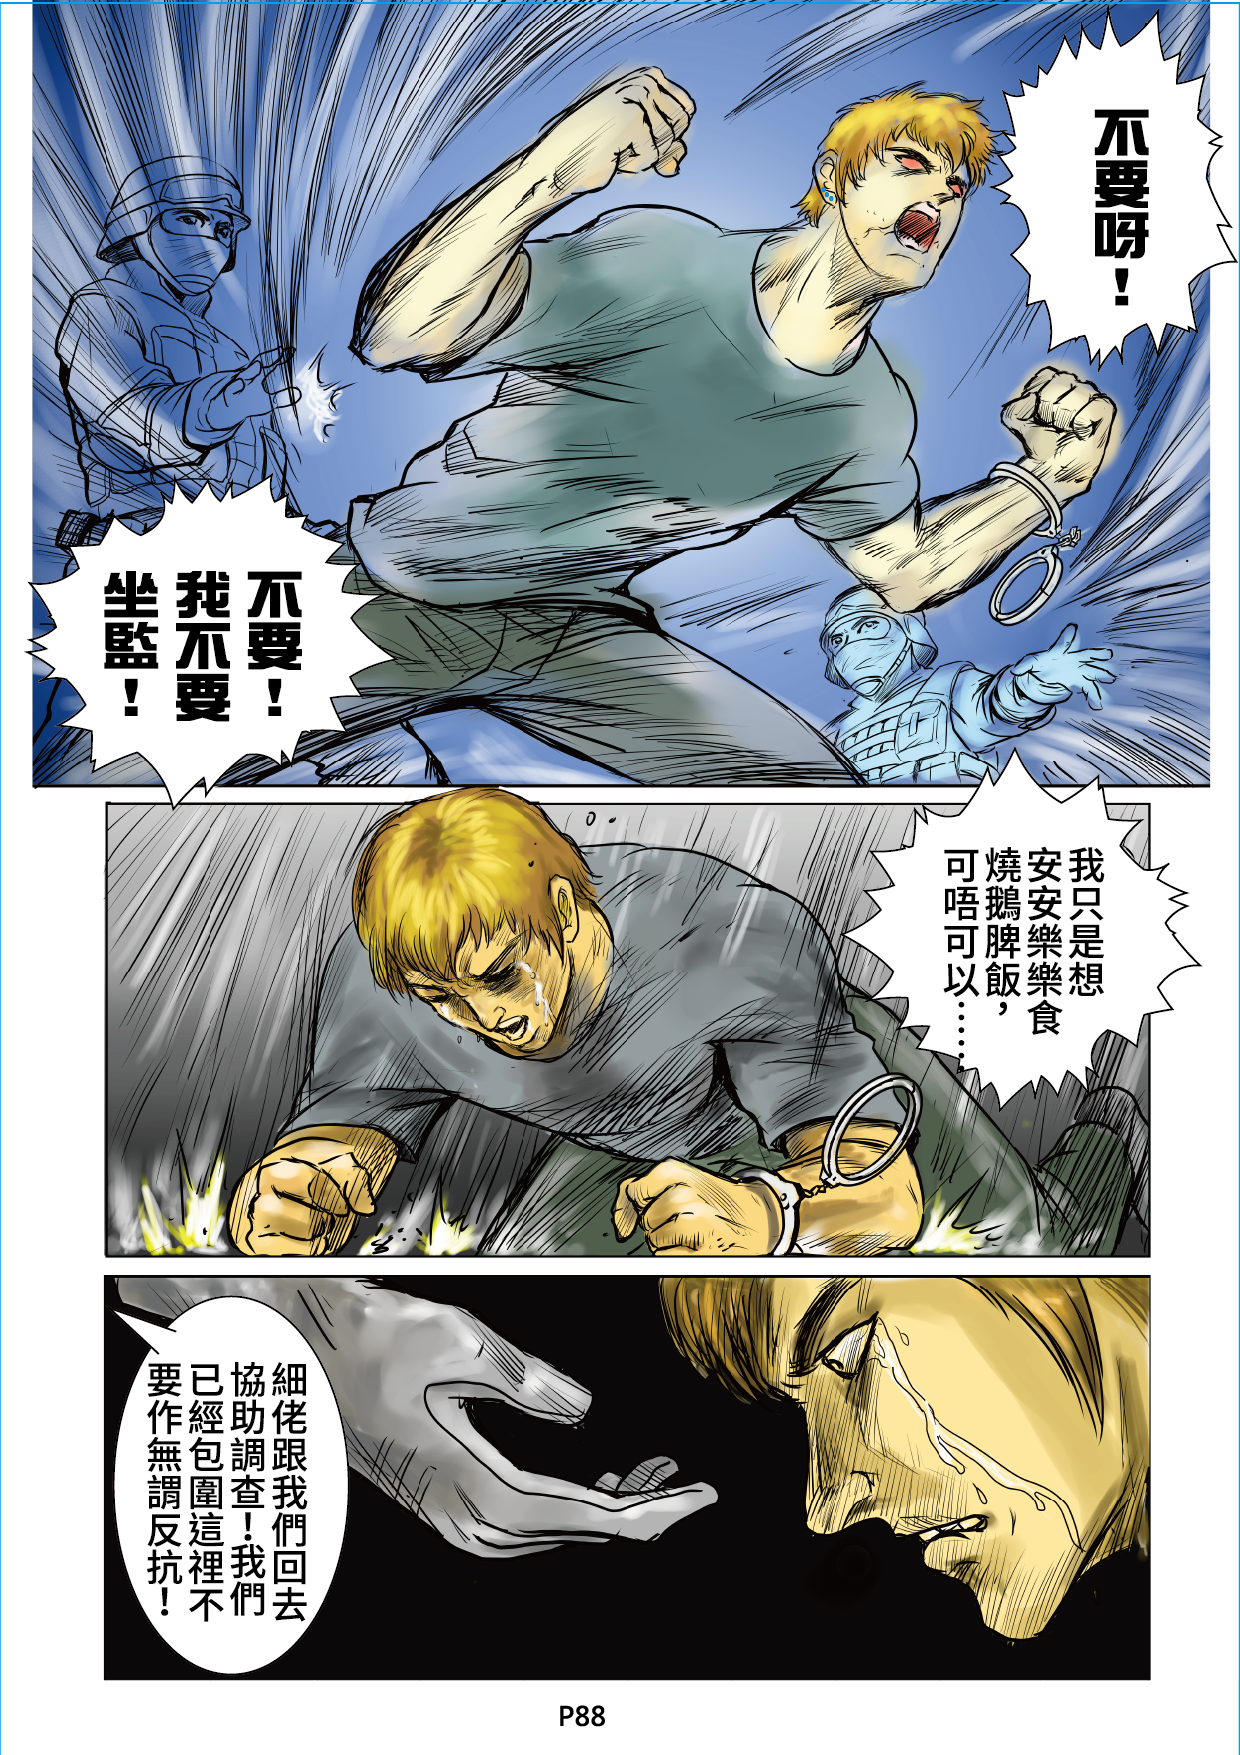 不要呀！
不要！
我不要
坐監！
我只是想
安安樂樂食
燒鵝脾飯，
可唔可以……
細佬跟我們回去
協助調查！我們
已經包圍這裡不
要作無謂反抗！
P88